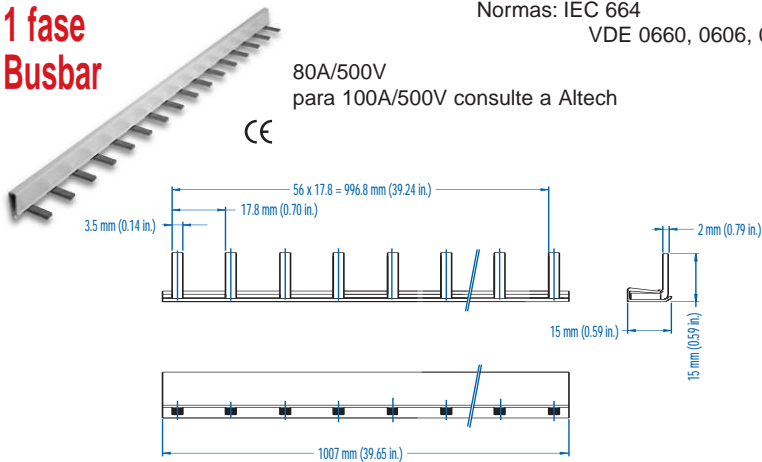 1 fase
Busbar
Normas: IEC 664
VDE 0660, 0606, 0
80A/500V
para 100A/500V consulte a Altech
CE
56 x 17.8 = 996.8 mm (39.24 in.)
17.8 mm (0.70 in.)
3.5 mm (0.14 in.)
2 mm (0.79 in.)
15 mm (0.59 in.)
15 mm (0.59 in.)
1007 mm (39.65 in.)